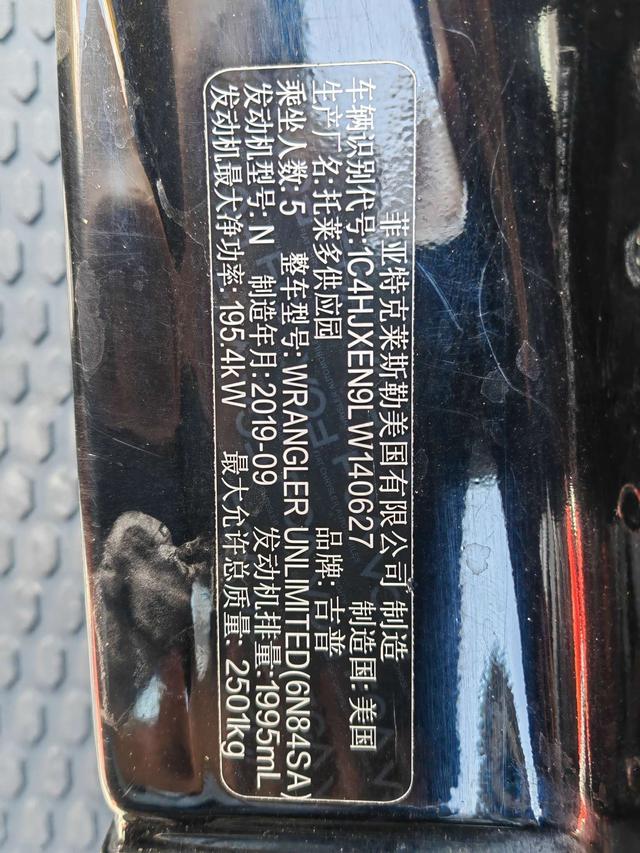 菲亚特克莱斯勒美国有限公司 制造
车辆识别代号:1C4HJXEN9LW140627 制造国:美国
生产厂名:托莱多供应园 品牌:吉普
乘坐人数:5 整车型号:WRANGLER UNLIMITED(6N84SA)
发动机型号:N 制造年月:2019-09 发动机排量:1995mL
发动机最大净功率:195.4kW 最大允许总质量:2501kg